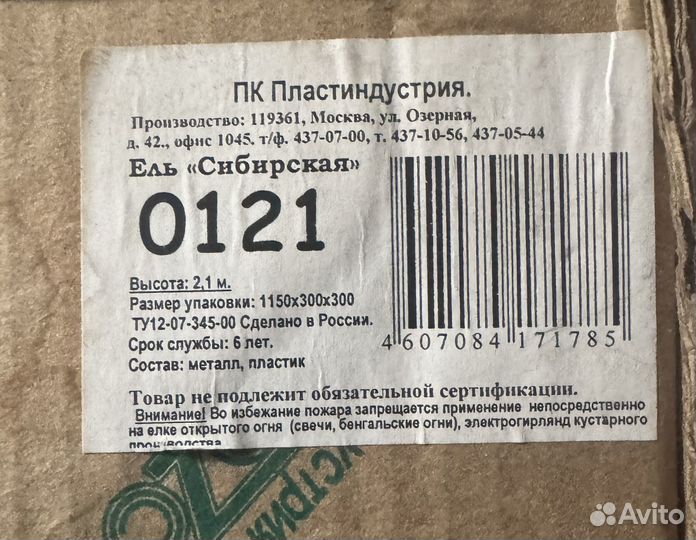 ПК Пластиндустрия.
Производство: 119361, Москва, ул. Озерная,
д. 42., офис 1045. т/ф. 437-07-00, т. 437-10-56, 437-05-44
Ель «Сибирская»
0121
Высота: 2,1 м.
Размер упаковки: 1150х300х300
ТУ12-07-345-00 Сделано в России.
Срок службы: 6 лет.
Состав: металл, пластик
4 607084 171785
Товар не подлежит обязательной сертификации.
Внимание! Во избежание пожара запрещается применение непосредственно
на елке открытого огня (свечи, бенгальские огни), электрогирлянд кустарного
производства
Avito